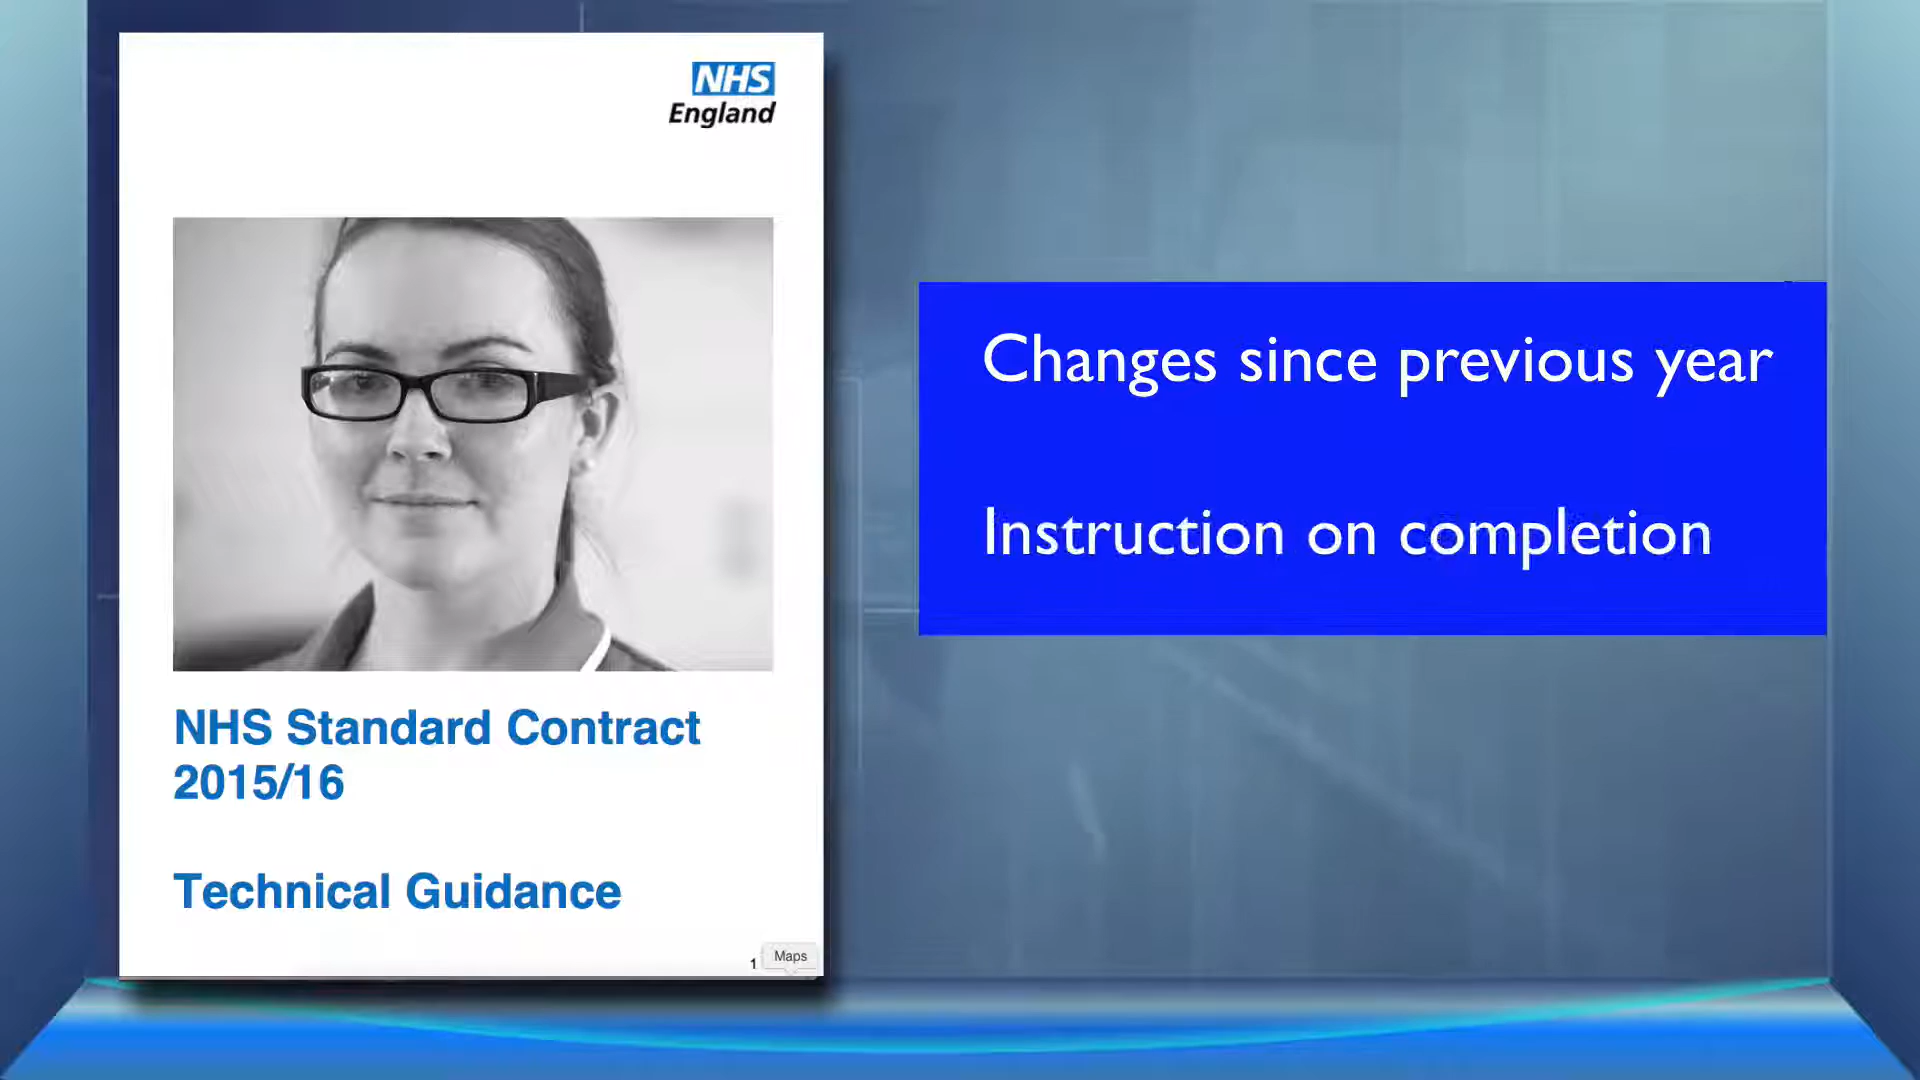 NHS
England
NHS Standard Contract
2015/16
Technical Guidance
1
Maps
Changes since previous year
Instruction on completion